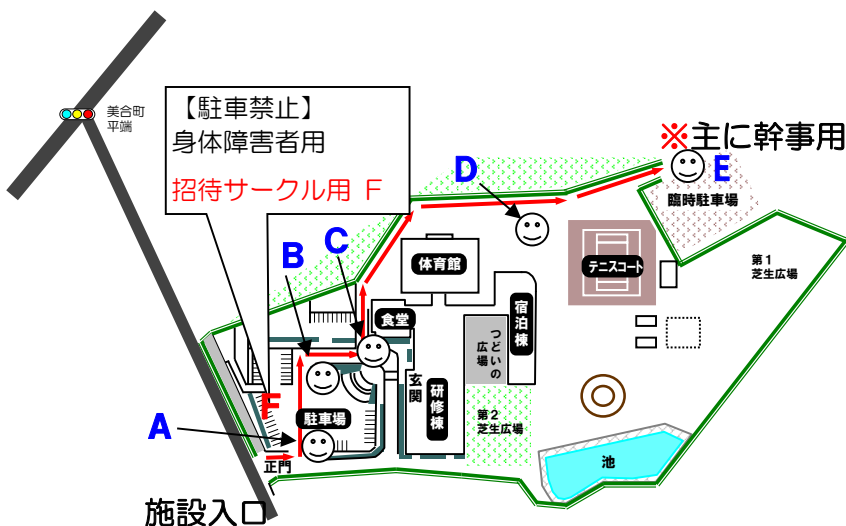 美合町
平端
【駐車禁止】
身体障害者用
招待サークル用 F
※主に幹事用
D
E
臨時駐車場
C
B
体育館
テニスコート
第1
芝生広場
食堂
宿泊棟
つどいの
広場
玄関
研修棟
F
駐車場
第2
芝生広場
A
正門
池
施設入口